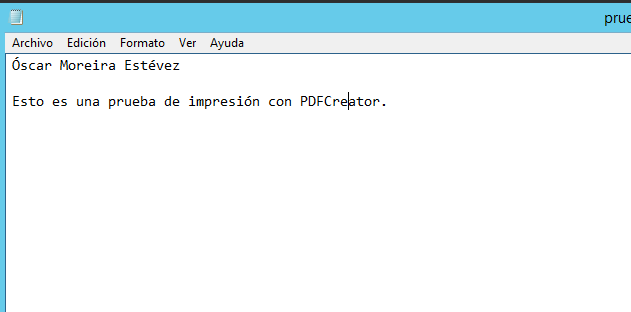 prue
Archivo Edición Formato Ver Ayuda
Óscar Moreira Estévez
Esto es una prueba de impresión con PDFCreator.